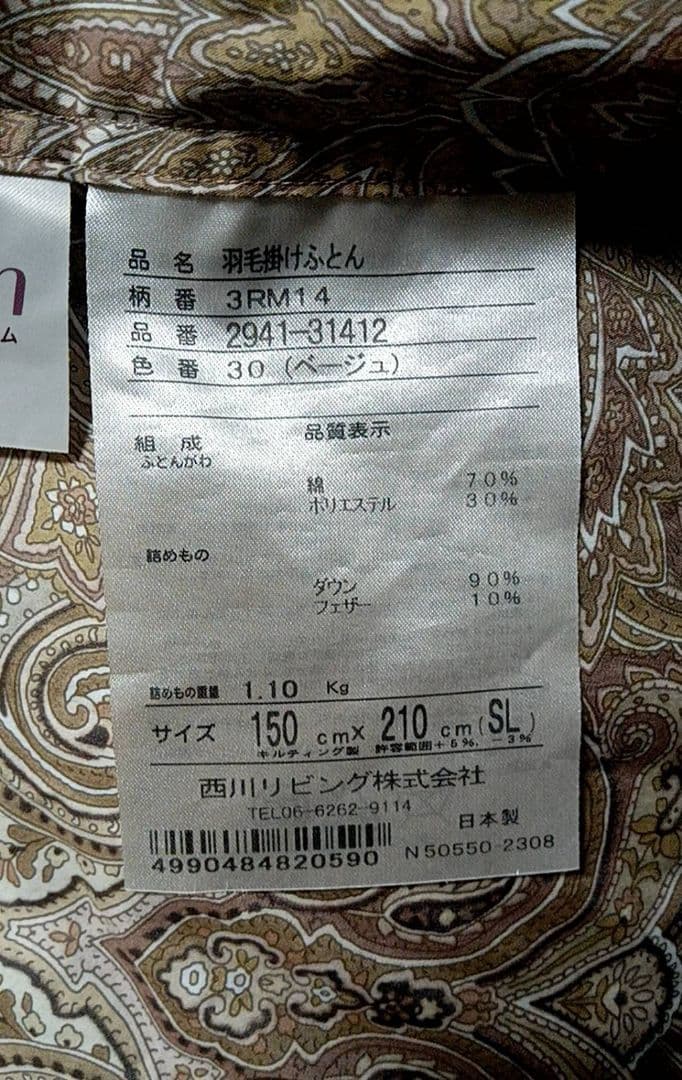 ム
品 名 羽毛掛けふとん
柄 番 3RM14
品 番 2941-31412
色 番 30 (ベージュ)
品質表示
組 成
ふとんがわ
綿 70%
ポリエステル 30%
詰めもの
ダウン 90%
フェザー 10%
詰めもの重量 1.10 Kg
サイズ 150 cm× 210 cm(SL)
キルティング製 許容範囲+5%, -3%
西川リビング株式会社
TEL06-6262-9114
日本製
4990484820590 N50550-2308